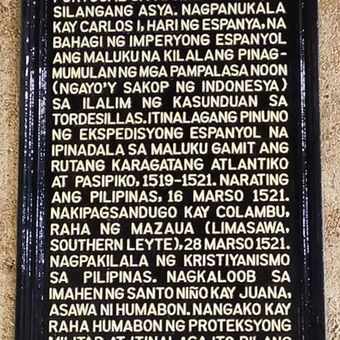 SILANGANG ASYA. NAGPANUKALA
KAY CARLOS I, HARI NG ESPANYA, NA
BAHAGI NG IMPERYONG ESPANYOL
ANG MALUKU NA KILALANG PINAG-
MUMULAN NG MGA PAMPALASA NOON
(NGAYO'Y SAKOP NG INDONESYA)
SA ILALIM NG KASUNDUAN SA
TORDESILLAS. ITINALAGANG PINUNO
NG EKSPEDISYONG ESPANYOL NA
IPINADALA SA MALUKU GAMIT ANG
RUTANG KARAGATANG ATLANTIKO
AT PASIPIKO, 1519-1521. NARATING
ANG PILIPINAS, 16 MARSO 1521.
NAKIPAGSANDUGO KAY COLAMBU,
RAHA NG MAZAUA (LIMASAWA,
SOUTHERN LEYTE), 28 MARSO 1521.
NAGPAKILALA NG KRISTIYANISMO
SA PILIPINAS. NAGKALOOB SA
IMAHEN NG SANTO NIÑO KAY JUANA,
ASAWA NI HUMABON. NANGAKO KAY
RAHA HUMABON NG PROTEKSYONG